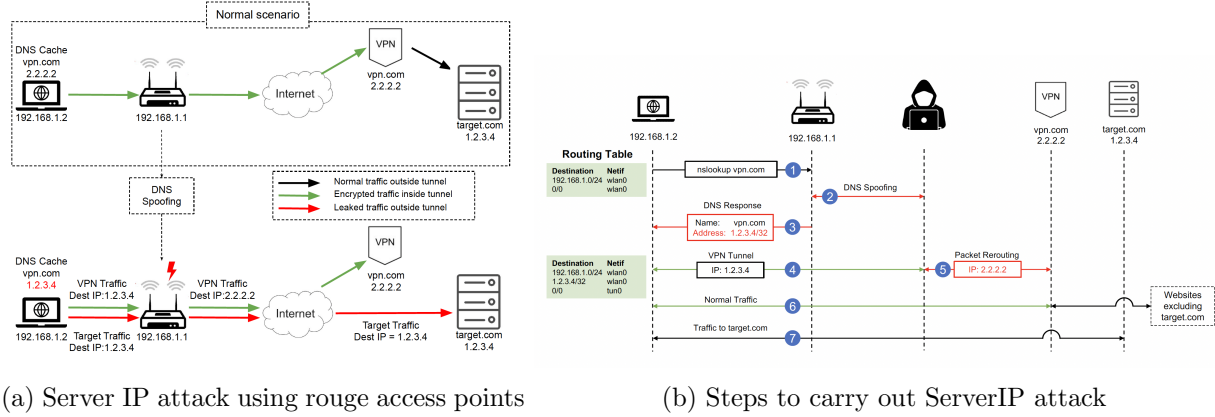 Normal scenario
DNS Cache
vpn.com
2.2.2.2
192.168.1.2
192.168.1.1
Internet
VPN
vpn.com
2.2.2.2
target.com
1.2.3.4
DNS
Spoofing
Normal traffic outside tunnel
Encrypted traffic inside tunnel
Leaked traffic outside tunnel
DNS Cache
vpn.com
1.2.3.4
192.168.1.2
VPN Traffic
Dest IP:1.2.3.4
Target Traffic
Dest IP:1.2.3.4
192.168.1.1
VPN Traffic
Dest IP:2.2.2.2
Internet
VPN
vpn.com
2.2.2.2
Target Traffic
Dest IP = 1.2.3.4
target.com
1.2.3.4
(a) Server IP attack using rouge access points
192.168.1.2
192.168.1.1
VPN
vpn.com
2.2.2.2
target.com
1.2.3.4
Routing Table
Destination Netif
192.168.1.0/24 wlan0
0/0 wlan0
nslookup vpn.com
1
DNS Spoofing
2
DNS Response
Name: vpn.com
Address: 1.2.3.4/32
3
Destination Netif
192.168.1.0/24 wlan0
1.2.3.4/32 wlan0
0/0 tun0
VPN Tunnel
IP: 1.2.3.4
4
Packet Rerouting
5
IP: 2.2.2.2
Normal Traffic
6
Websites
excluding
target.com
Traffic to target.com
7
(b) Steps to carry out ServerIP attack